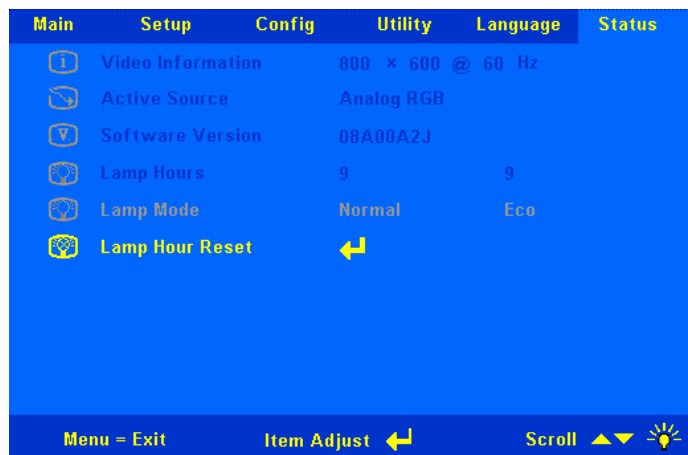 Main Setup Config Utility Language Status
i Video Information 800 × 600 @ 60 Hz
Active Source Analog RGB
V. Software Version 08A00A2J
Lamp Hours 9 9
Lamp Mode Normal Eco
Lamp Hour Reset
Menu = Exit Item Adjust Scroll